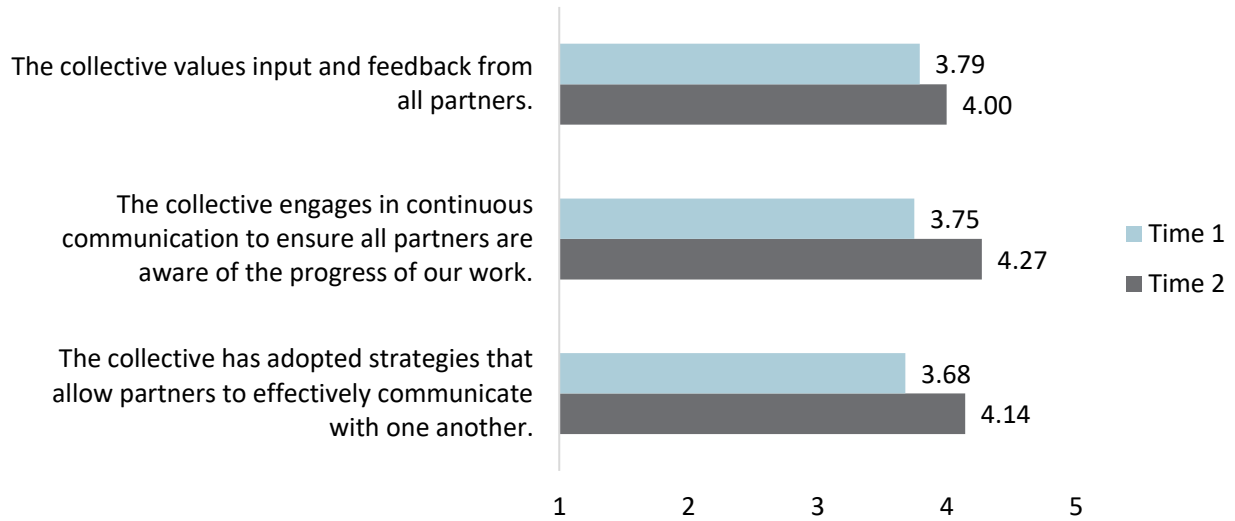 The collective values input and feedback from
all partners.
3.79
4.00
The collective engages in continuous
communication to ensure all partners are
aware of the progress of our work.
3.75
4.27
The collective has adopted strategies that
allow partners to effectively communicate
with one another.
3.68
4.14
Time 1
Time 2
1 2 3 4 5